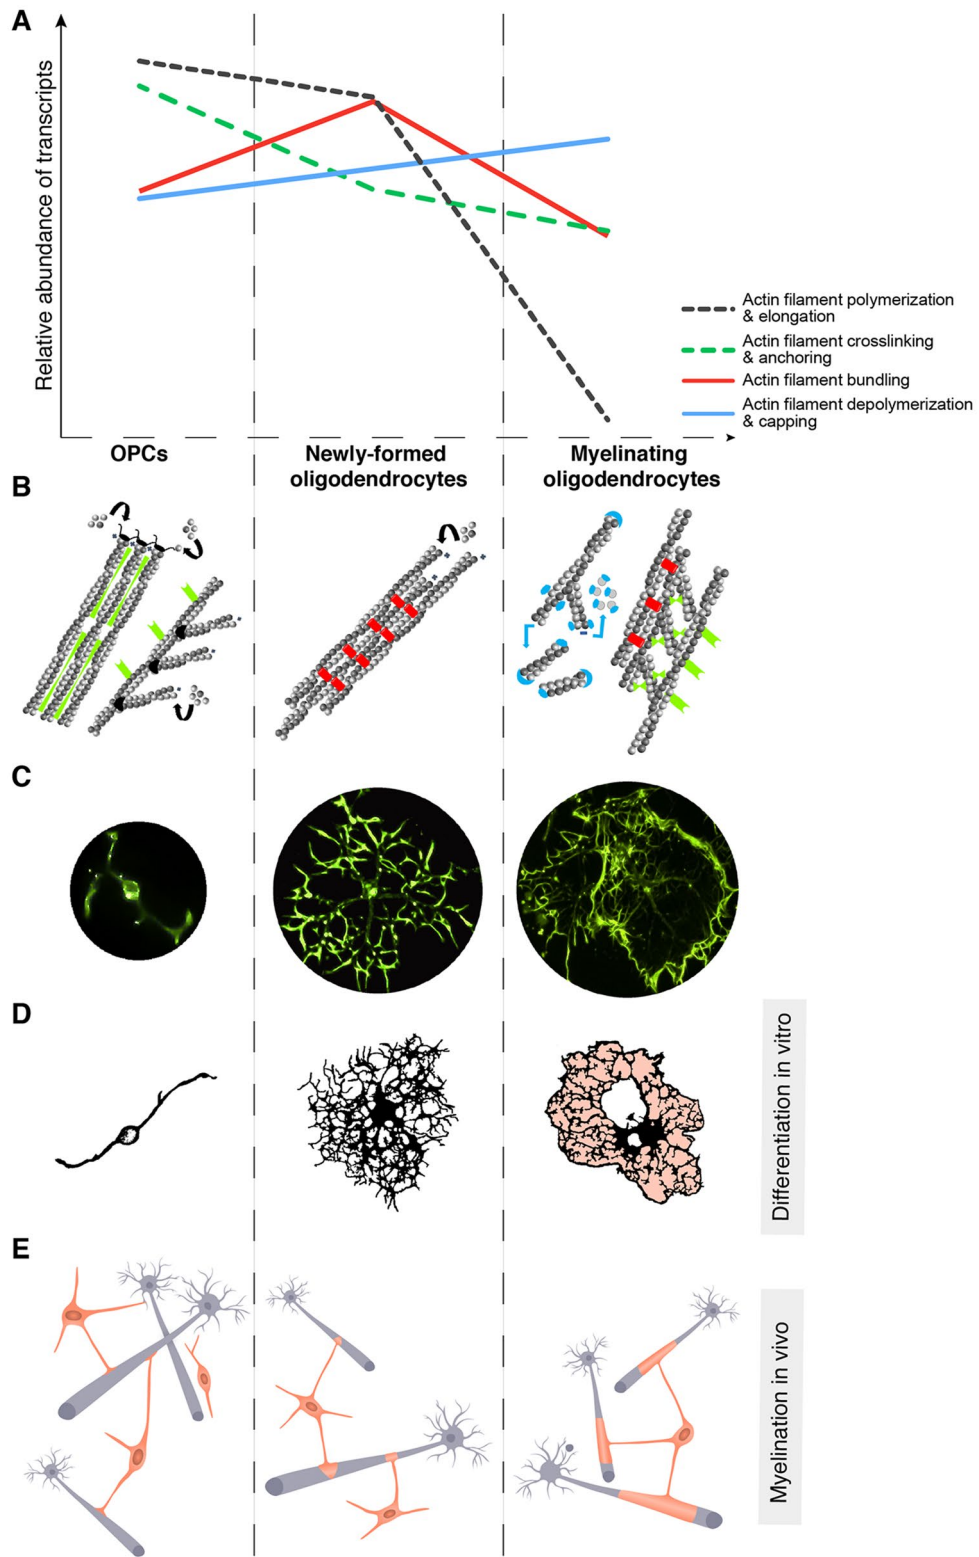 A
Relative abundance of transcripts
Actin filament polymerization
& elongation
Actin filament crosslinking
& anchoring
Actin filament bundling
Actin filament depolymerization
& capping
OPCs
Newly-formed
oligodendrocytes
Myelinating
oligodendrocytes
B
C
D
Differentiation in vitro
E
Myelination in vivo